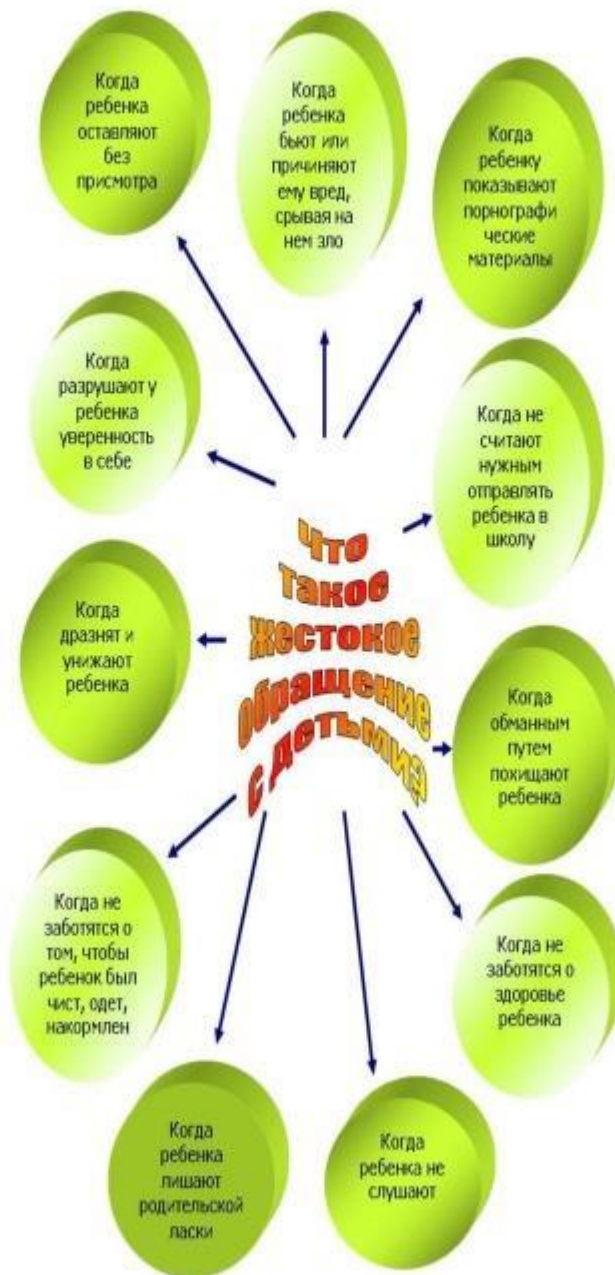 Когда
ребенка
оставляют
без
присмотра
Когда
ребенка
бьют или
причиняют
ему вред,
срывая на
нем зло
Когда
ребенку
показывают
порнографи
ческие
материалы
Когда
разрушают у
ребенка
уверенность
в себе
Когда не
считают
нужным
отправлять
ребенка в
школу
Что
такое
жестокое
обращение
с детьми?
Когда
дразнят и
унижают
ребенка
Когда
обманным
путем
похищают
ребенка
Когда не
заботятся о
том, чтобы
ребенок был
чист, одет,
накормлен
Когда не
заботятся о
здоровье
ребенка
Когда
ребенка
лишают
родительской
ласки
Когда
ребенка не
слушают